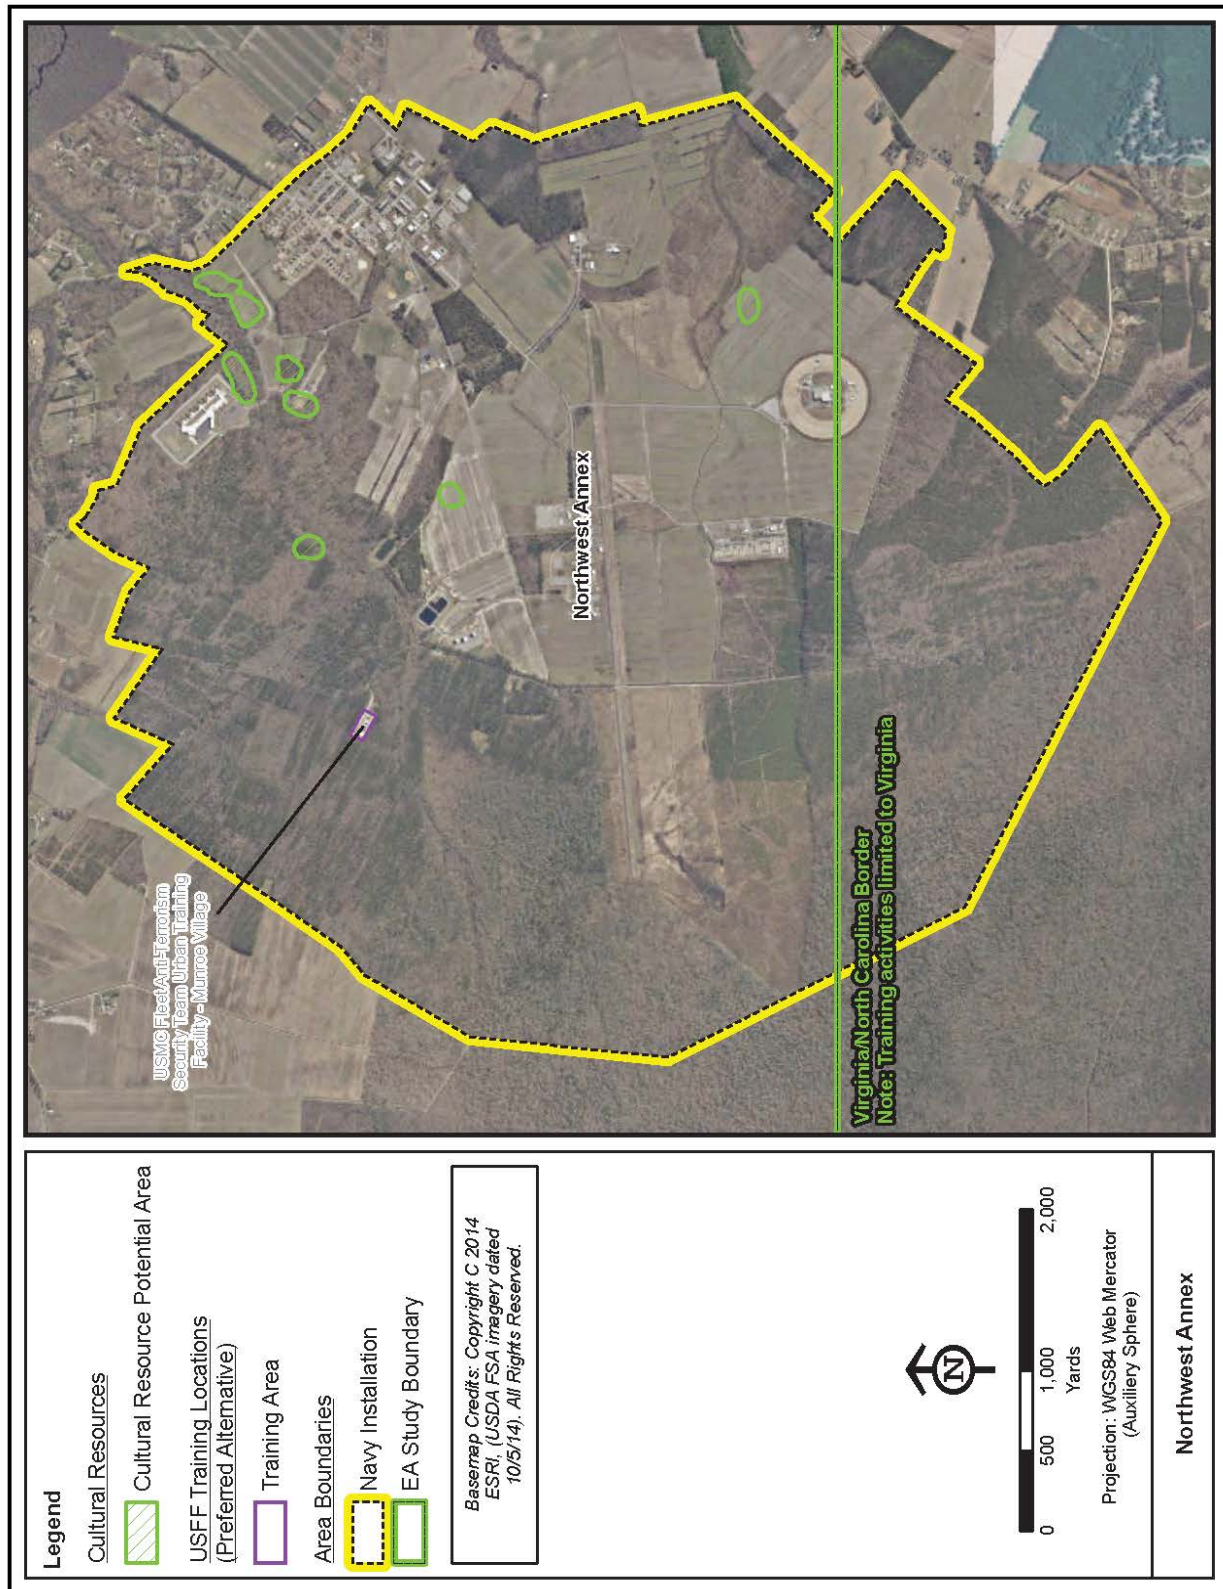 Legend
Cultural Resources
Cultural Resource Potential Area
USFF Training Locations
(Preferred Alternative)
Training Area
Area Boundaries
Navy Installation
EA Study Boundary
Basemap Credits: Copyright C 2014
ESRI, (USDA FSA imagery dated
10/5/14). All Rights Reserved.
N
0
500
1,000
2,000
Yards
Projection: WGS84 Web Mercator
(Auxiliery Sphere)
Northwest Annex
USMC Fleet Anti-Terrorism
Security Team Urban Training
Facility - Munroe Village
Northwest Annex
Virginia/North Carolina Border
Note: Training activities limited to Virginia